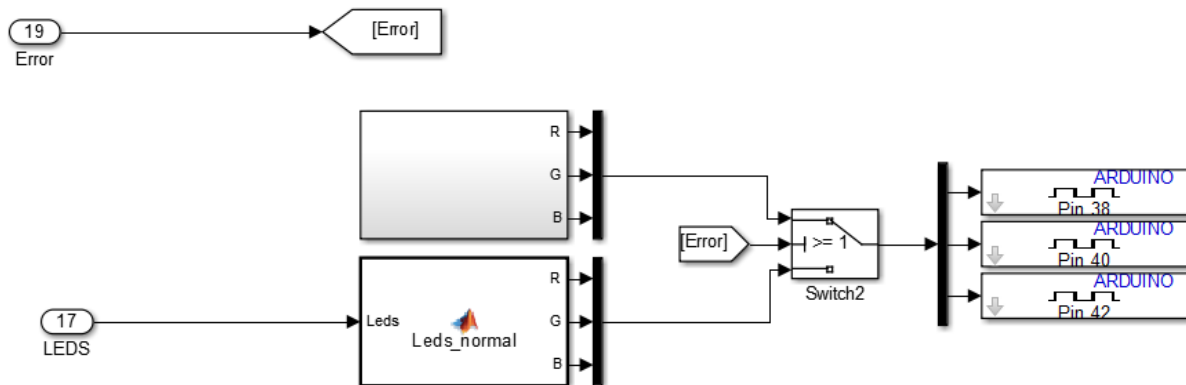 19
Error
[Error]
R
G
B
[Error]
>= 1
Switch2
ARDUINO
Pin 38
ARDUINO
Pin 40
ARDUINO
Pin 42
17
LEDS
Leds
Leds_normal
R
G
B